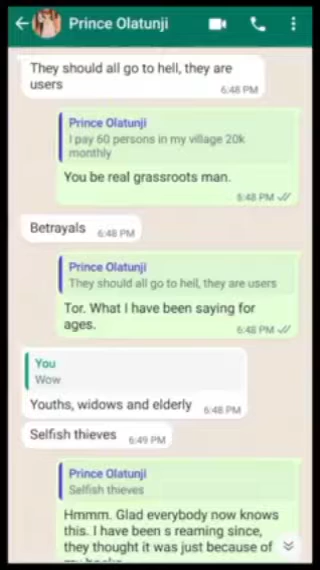 Prince Olatunji
They should all go to hell, they are
users
6:48 PM
Prince Olatunji
I pay 60 persons in my village 20k
monthly
You be real grassroots man.
6:48 PM
Betrayals 6:48 PM
Prince Olatunji
They should all go to hell, they are users
Tor. What I have been saying for
ages.
6:48 PM
You
Wow
Youths, widows and elderly 6:48 PM
Selfish thieves 6:49 PM
Prince Olatunji
Selfish thieves
Hmmm. Glad everybody now knows
this. I have been s reaming since,
they thought it was just because of